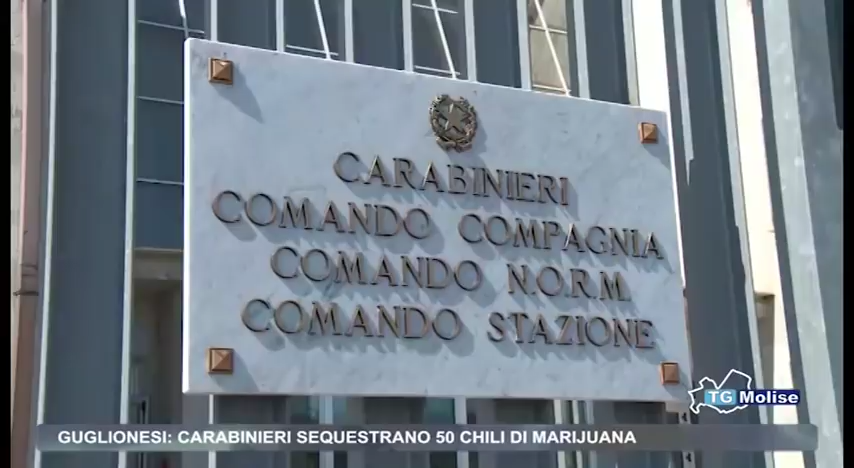 CARABINIERI
COMANDO COMPAGNIA
COMANDO N.O.R.M.
COMANDO STAZIONE
TG Molise
GUGLIONESI: CARABINIERI SEQUESTRANO 50 CHILI DI MARIJUANA